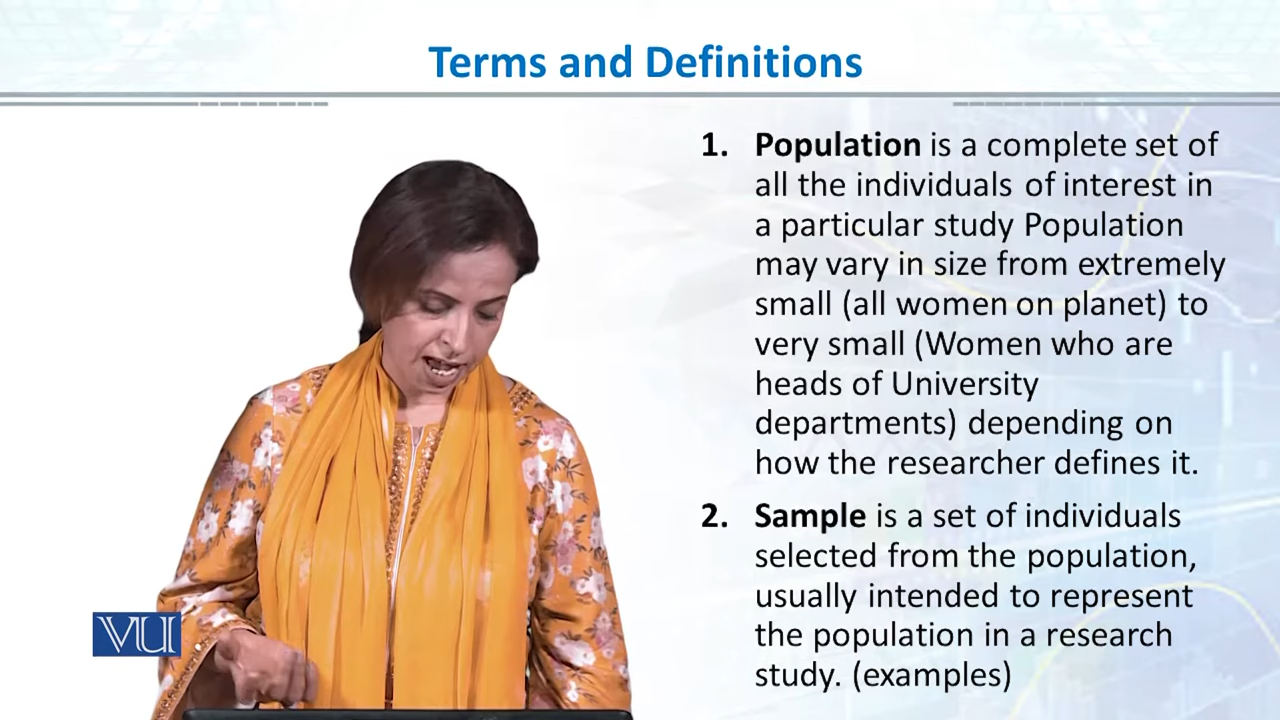 Terms and Definitions
1. Population is a complete set of
all the individuals of interest in
a particular study Population
may vary in size from extremely
small (all women on planet) to
very small (Women who are
heads of University
departments) depending on
how the researcher defines it.
2. Sample is a set of individuals
selected from the population,
usually intended to represent
the population in a research
study. (examples)
VU